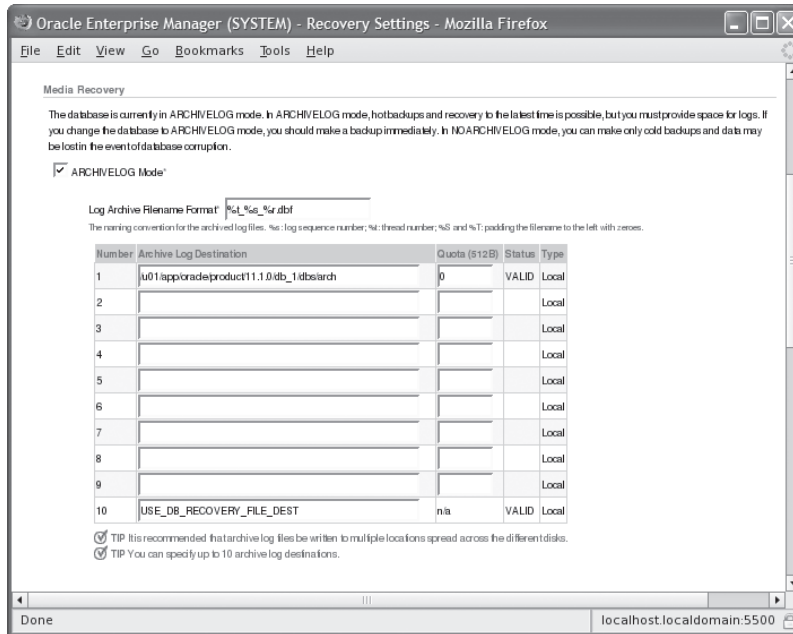 Oracle Enterprise Manager (SYSTEM) - Recovery Settings - Mozilla Firefox
File Edit View Go Bookmarks Tools Help
Media Recovery
The database is currently in ARCHIVELOG mode. In ARCHIVELOG mode, hot backups and recovery to the latest time is possible, but you must provide space for logs. If
you change the database to ARCHIVELOG mode, you should make a backup immediately. In NOARCHIVELOG mode, you can make only cold backups and data may
be lost in the event of database corruption.
ARCHIVELOG Mode*
Log Archive Filename Format* %t_%s_%r.dbf
The naming convention for the archived log files. %s: log sequence number; %t: thread number; %S and %T: padding the filename to the left with zeroes.
Number Archive Log Destination Quota (512B) Status Type
1 /u01/app/oracle/product/11.1.0/db_1/dbs/arch 0 VALID Local
2 Local
3 Local
4 Local
5 Local
6 Local
7 Local
8 Local
9 Local
10 USE_DB_RECOVERY_FILE_DEST n/a VALID Local
TIP It is recommended that archive log files be written to multiple locations spread across the different disks.
TIP You can specify up to 10 archive log destinations.
Done localhost.localdomain:5500